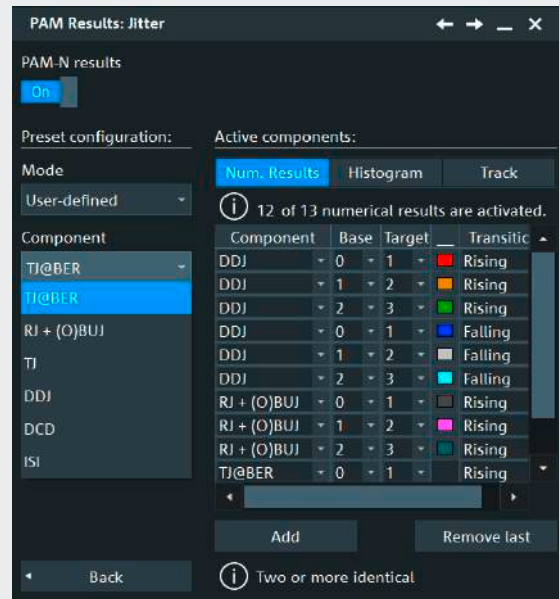 PAM Results: Jitter
PAM-N results
On
Preset configuration:
Mode
User-defined
Component
TJ@BER
TJ@BER
RJ + (O)BUJ
TJ
DDJ
DCD
ISI
Back
Active components:
Num. Results Histogram Track
12 of 13 numerical results are activated.
Component Base Target Transitic
DDJ 0 1 Rising
DDJ 1 2 Rising
DDJ 2 3 Rising
DDJ 0 1 Falling
DDJ 1 2 Falling
DDJ 2 3 Falling
RJ + (O)BUJ 0 1 Rising
RJ + (O)BUJ 1 2 Rising
RJ + (O)BUJ 2 3 Rising
TJ@BER 0 1 Rising
Add Remove last
Two or more identical